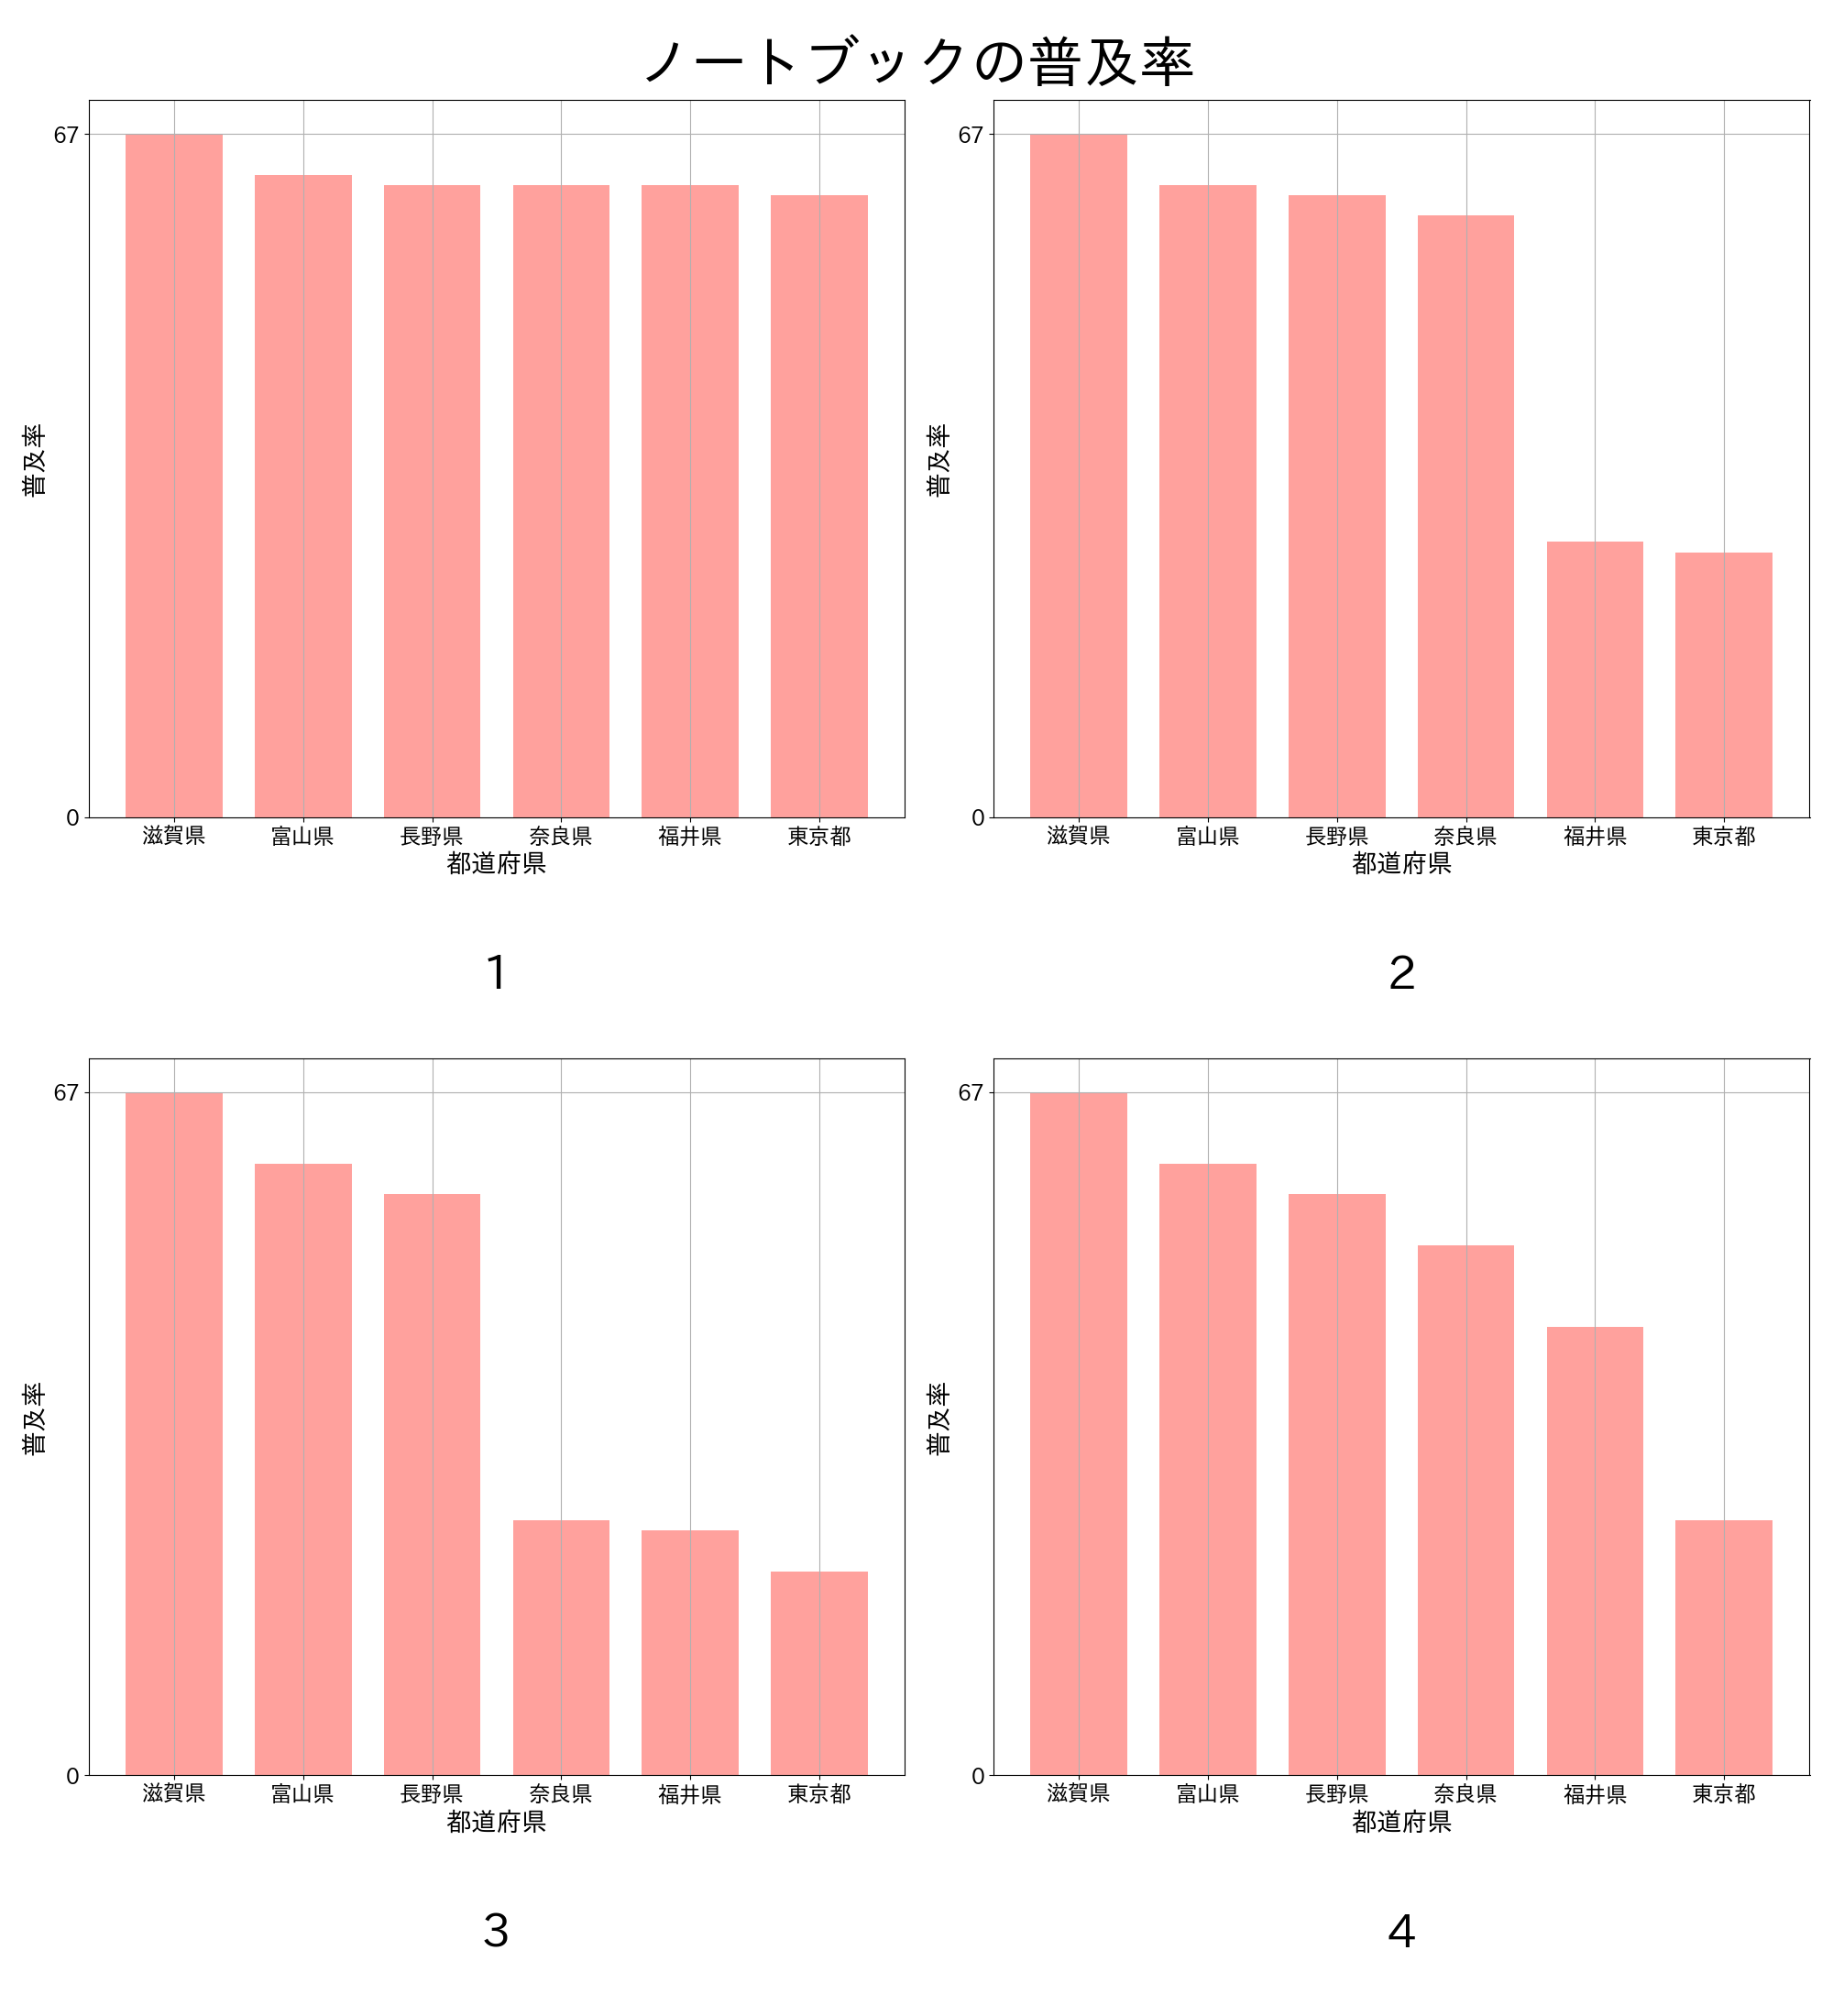 ノートブックの普及率
67
0
普及率
滋賀県 富山県 長野県 奈良県 福井県 東京都
都道府県
1
67
0
普及率
滋賀県 富山県 長野県 奈良県 福井県 東京都
都道府県
2
67
0
普及率
滋賀県 富山県 長野県 奈良県 福井県 東京都
都道府県
3
67
0
普及率
滋賀県 富山県 長野県 奈良県 福井県 東京都
都道府県
4